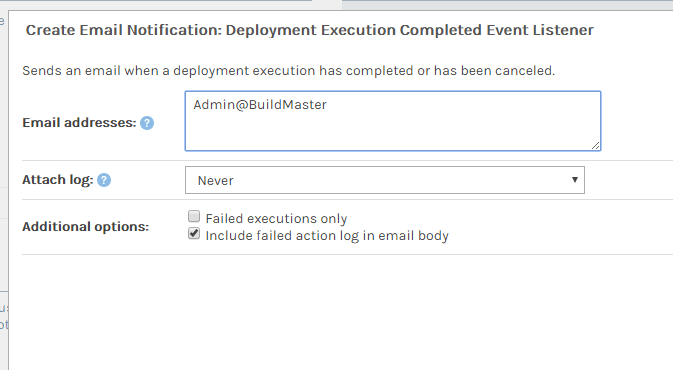 Create Email Notification: Deployment Execution Completed Event Listener
Sends an email when a deployment execution has completed or has been canceled.
Email addresses: ?
Admin@BuildMaster
Attach log: ?
Never
Additional options:
Failed executions only
Include failed action log in email body